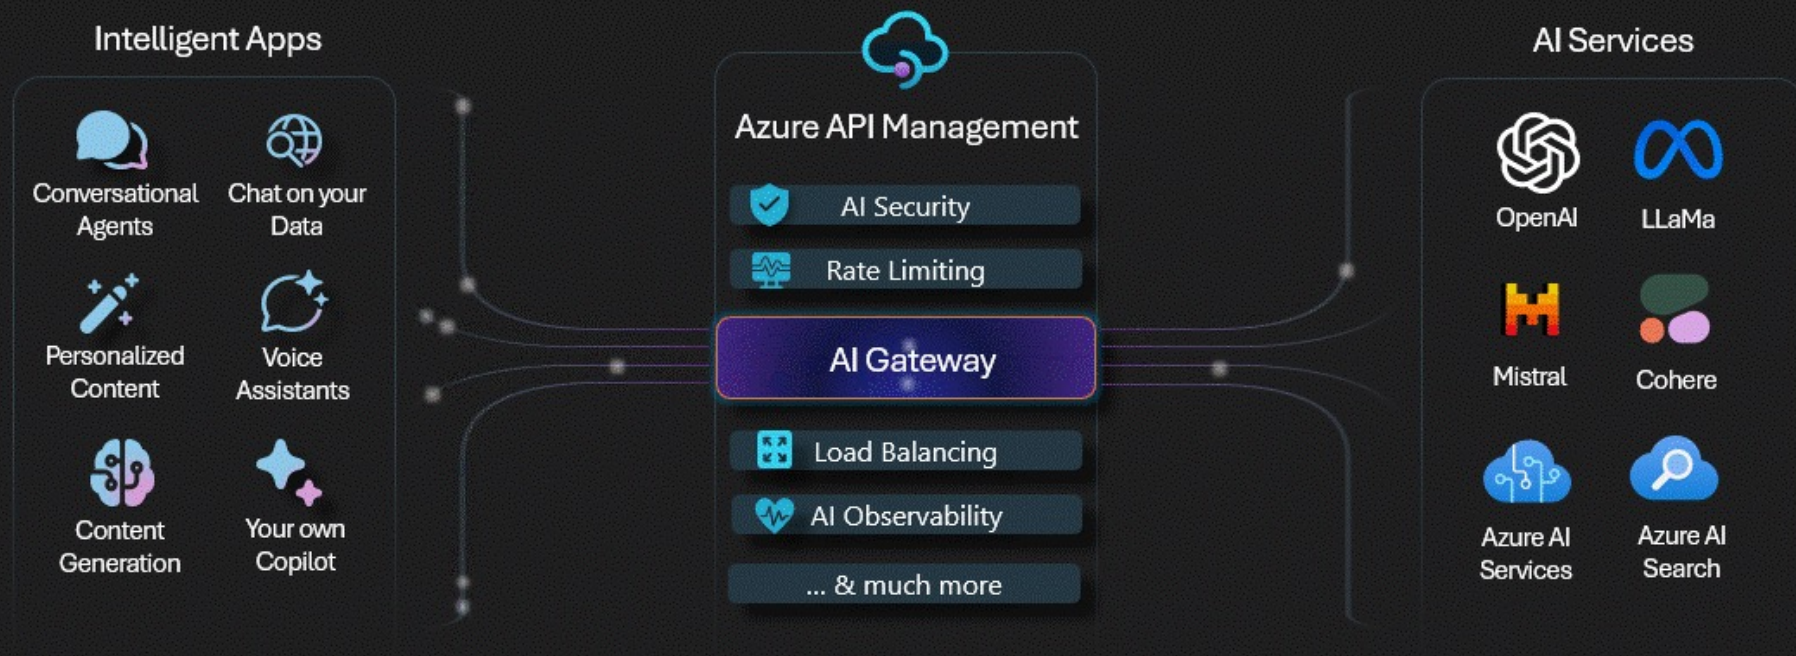 Intelligent Apps
Conversational
Agents
Chat on your
Data
Personalized
Content
Voice
Assistants
Content
Generation
Your own
Copilot
Azure API Management
AI Security
Rate Limiting
AI Gateway
Load Balancing
AI Observability
... & much more
AI Services
OpenAI
LLaMa
Mistral
Cohere
Azure AI
Services
Azure AI
Search